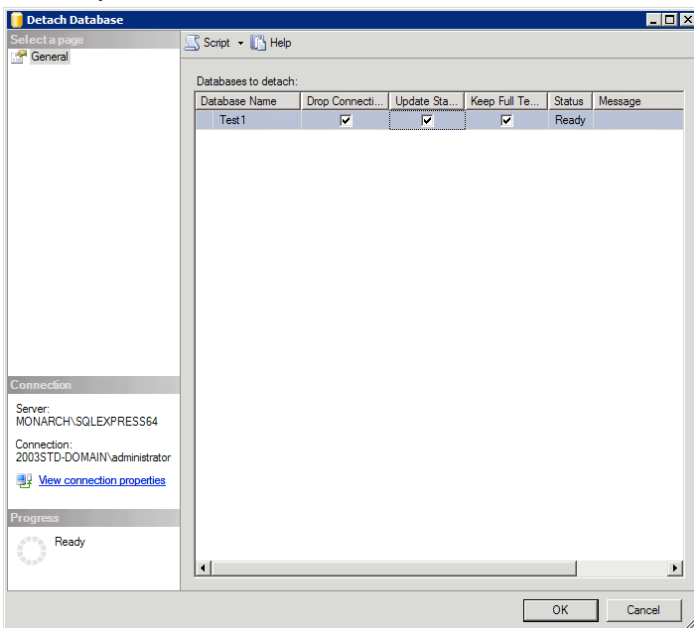 Detach Database
Select a page
General
Script Help
Databases to detach:
Database Name Drop Connecti... Update Sta... Keep Full Te... Status Message
Test1 Ready
Connection
Server:
MONARCH\SQLEXPRESS64
Connection:
2003STD-DOMAIN\administrator
View connection properties
Progress
Ready
OK Cancel